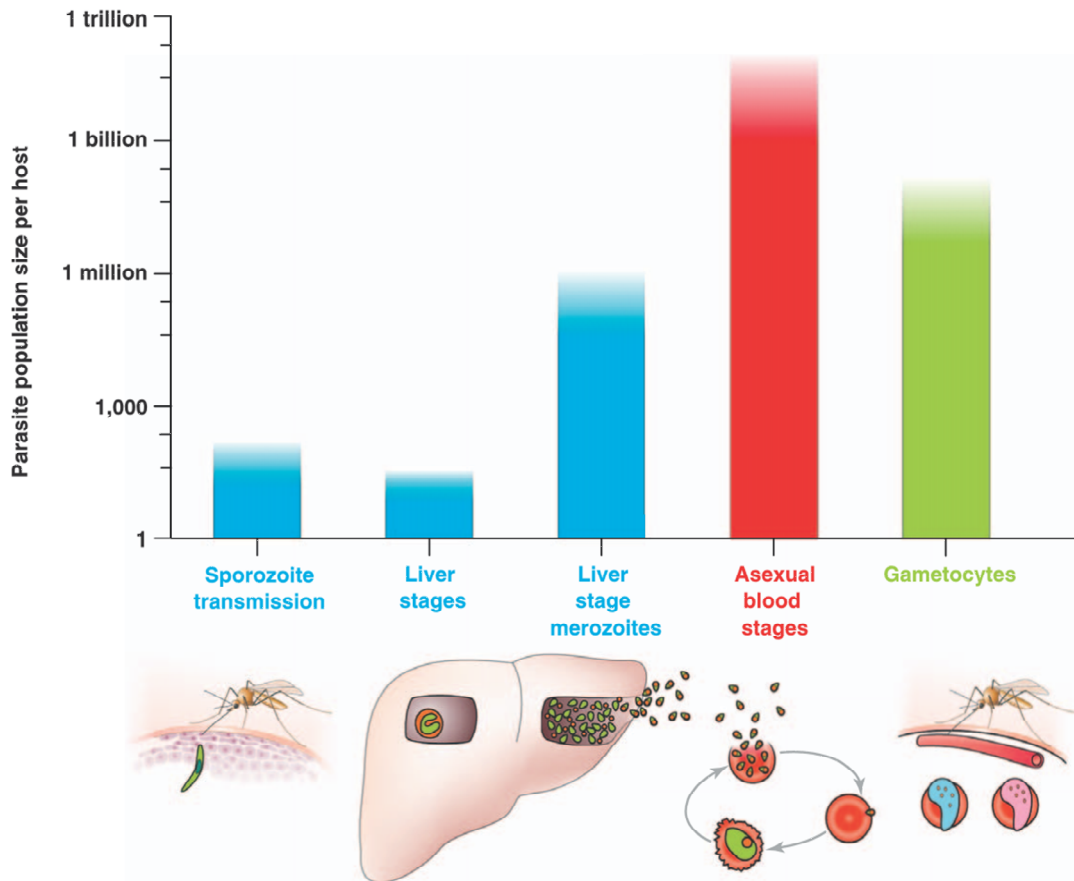 Parasite population size per host
1 trillion
1 billion
1 million
1,000
1
Sporozoite
transmission
Liver
stages
Liver
stage
merozoites
Asexual
blood
stages
Gametocytes